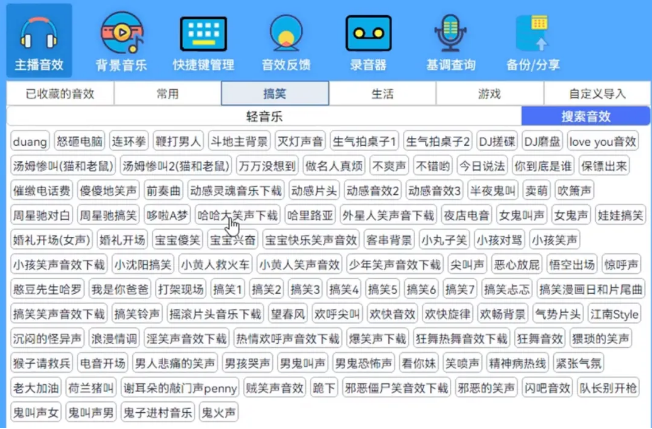 主播音效 背景音乐 快捷键管理 音效反馈 录音器 基调查询 备份/分享
已收藏的音效 常用 搞笑 生活 游戏 自定义导入
轻音乐 搜索音效
duang 怒砸电脑 连环拳 鞭打男人 斗地主背景 灭灯声音 生气拍桌子1 生气拍桌子2 DJ搓碟 DJ磨盘 love you音效
汤姆惨叫(猫和老鼠) 汤姆惨叫2(猫和老鼠) 万万没想到 做名人真烦 不爽声 不错哟 今日说法 你到底是谁 保镖出来
催缴电话费 傻傻地笑声 前奏曲 动感灵魂音乐下载 动感片头 动感音效2 动感音效3 半夜鬼叫 卖萌 吹箫声
周星驰对白 周星驰搞笑 哆啦A梦 哈哈大笑声下载 哈里路亚 外星人笑声音下载 夜店电音 女鬼叫声 女鬼声 娃娃搞笑
婚礼开场(女声) 婚礼开场 宝宝傻笑 宝宝兴奋 宝宝快乐笑声音效 客串背景 小丸子笑 小孩对骂 小孩笑声
小孩笑声音效下载 小沈阳搞笑 小黄人救火车 小黄人笑声音效 少年笑声音效下载 尖叫声 恶心放屁 悟空出场 惊呼声
憨豆先生哈罗 我是你爸爸 打架现场 搞笑1 搞笑2 搞笑3 搞笑4 搞笑5 搞笑6 搞笑7 搞笑忐忑 搞笑漫画日和片尾曲
搞笑笑声音效下载 搞笑铃声 摇滚片头音乐下载 望春风 欢呼尖叫 欢快音效 欢快旋律 欢畅背景 气势片头 江南Style
沉闷的怪异声 浪漫情调 淫笑声音效下载 热情欢呼声音效下载 爆笑声下载 狂舞热舞音效下载 狂舞音效 猥琐的笑声
猴子请救兵 电音开场 男人悲痛的笑声 男孩哭声 男鬼叫声 男鬼恐怖声 看你妹 笑喷声 精神病热线 紧张气氛
老大加油 荷兰猪叫 谢耳朵的敲门声penny 贼笑声音效 跪下 邪恶僵尸笑音效下载 邪恶的笑声 闪吧音效 队长别开枪
鬼叫声女 鬼叫声男 鬼子进村音乐 鬼火声